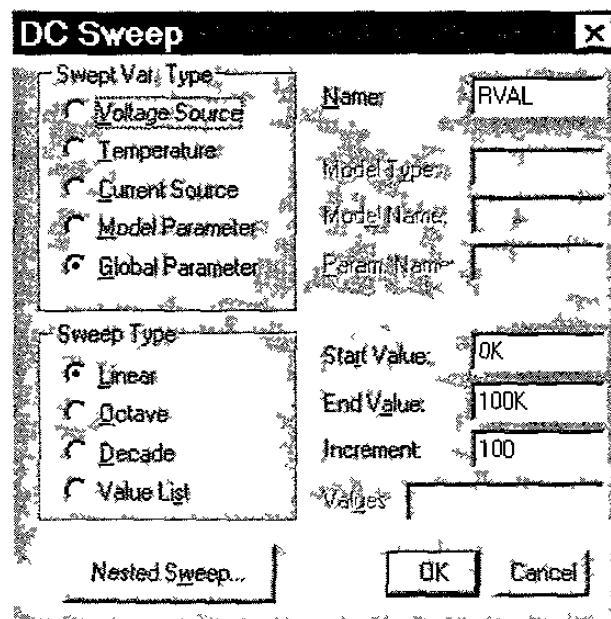 DC Sweep
Swept Var. Type
Voltage Source
Temperature
Current Source
Model Parameter
Global Parameter
Name: RVAL
Model Type:
Model Name:
Param. Name
Sweep Type
Linear
Octave
Decade
Value List
Start Value: 0K
End Value: 100K
Increment: 100
Values
Nested Sweep...
OK
Cancel